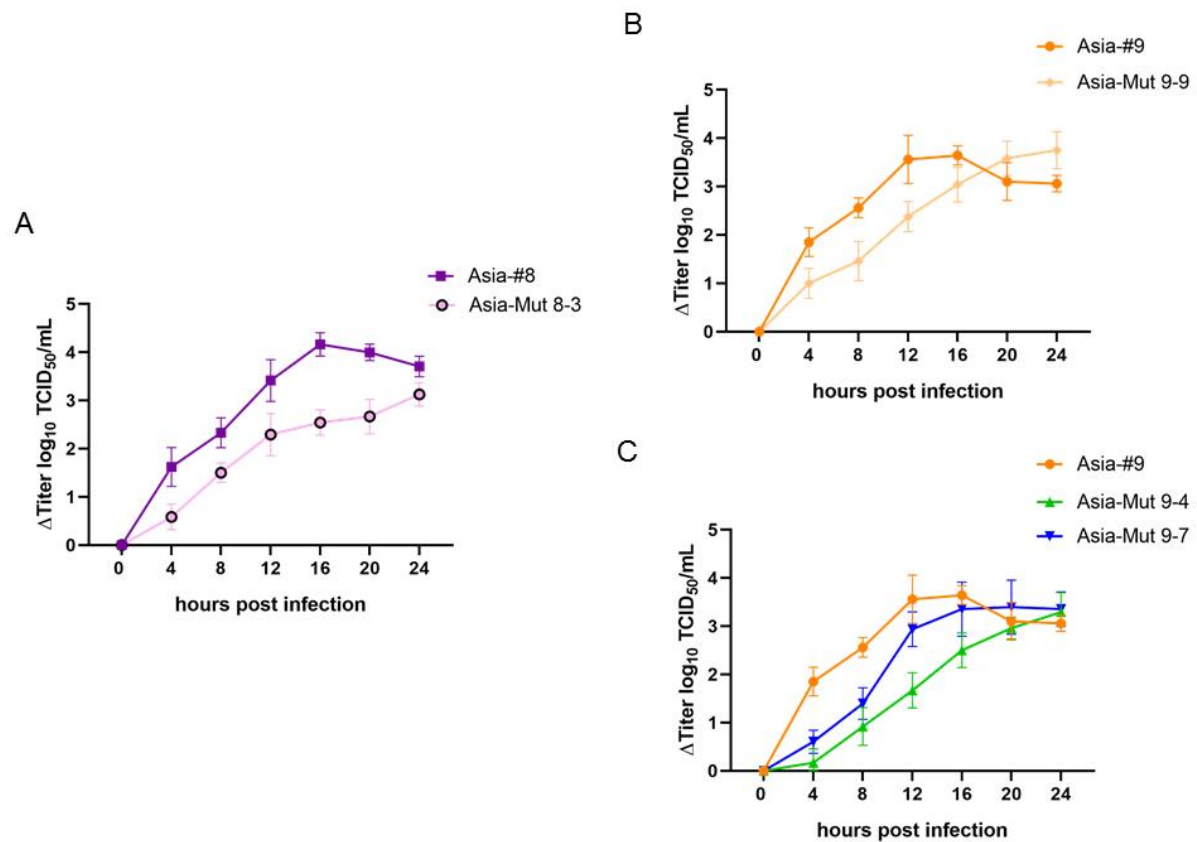 A
Asia-#8
Asia-Mut 8-3
ΔTiter log10 TCID50/mL
5
4
3
2
1
0
0 4 8 12 16 20 24
hours post infection
B
Asia-#9
Asia-Mut 9-9
ΔTiter log10 TCID50/mL
5
4
3
2
1
0
0 4 8 12 16 20 24
hours post infection
C
Asia-#9
Asia-Mut 9-4
Asia-Mut 9-7
ΔTiter log10 TCID50/mL
5
4
3
2
1
0
0 4 8 12 16 20 24
hours post infection